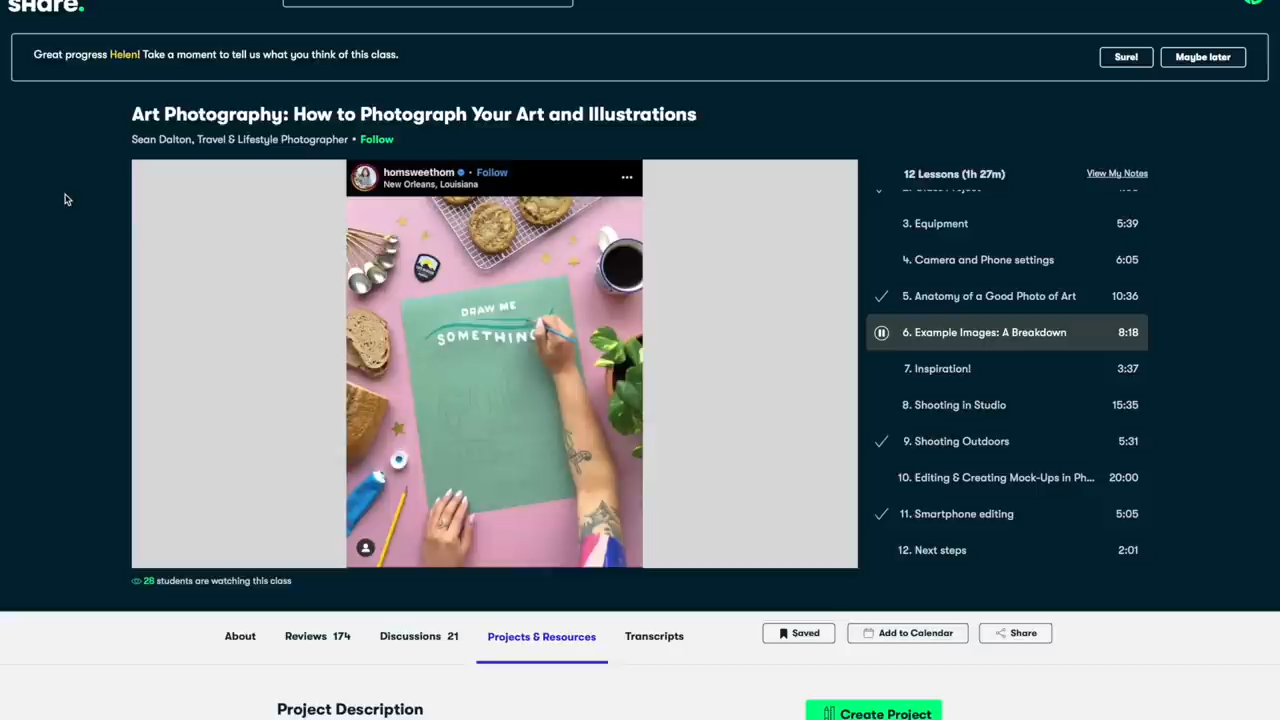 SHARE.
Great progress Helen! Take a moment to tell us what you think of this class.
Sure!
Maybe later
Art Photography: How to Photograph Your Art and Illustrations
Sean Dalton, Travel & Lifestyle Photographer • Follow
homsweethom • Follow
New Orleans, Louisiana
DRAW ME
SOMETHING
12 Lessons (1h 27m)
View My Notes
3. Equipment 5:39
4. Camera and Phone settings 6:05
5. Anatomy of a Good Photo of Art 10:36
6. Example Images: A Breakdown 8:18
7. Inspiration! 3:37
8. Shooting in Studio 15:35
9. Shooting Outdoors 5:31
10. Editing & Creating Mock-Ups in Ph... 20:00
11. Smartphone editing 5:05
12. Next steps 2:01
28 students are watching this class
About
Reviews 174
Discussions 21
Projects & Resources
Transcripts
Saved
Add to Calendar
Share
Project Description
Create Project